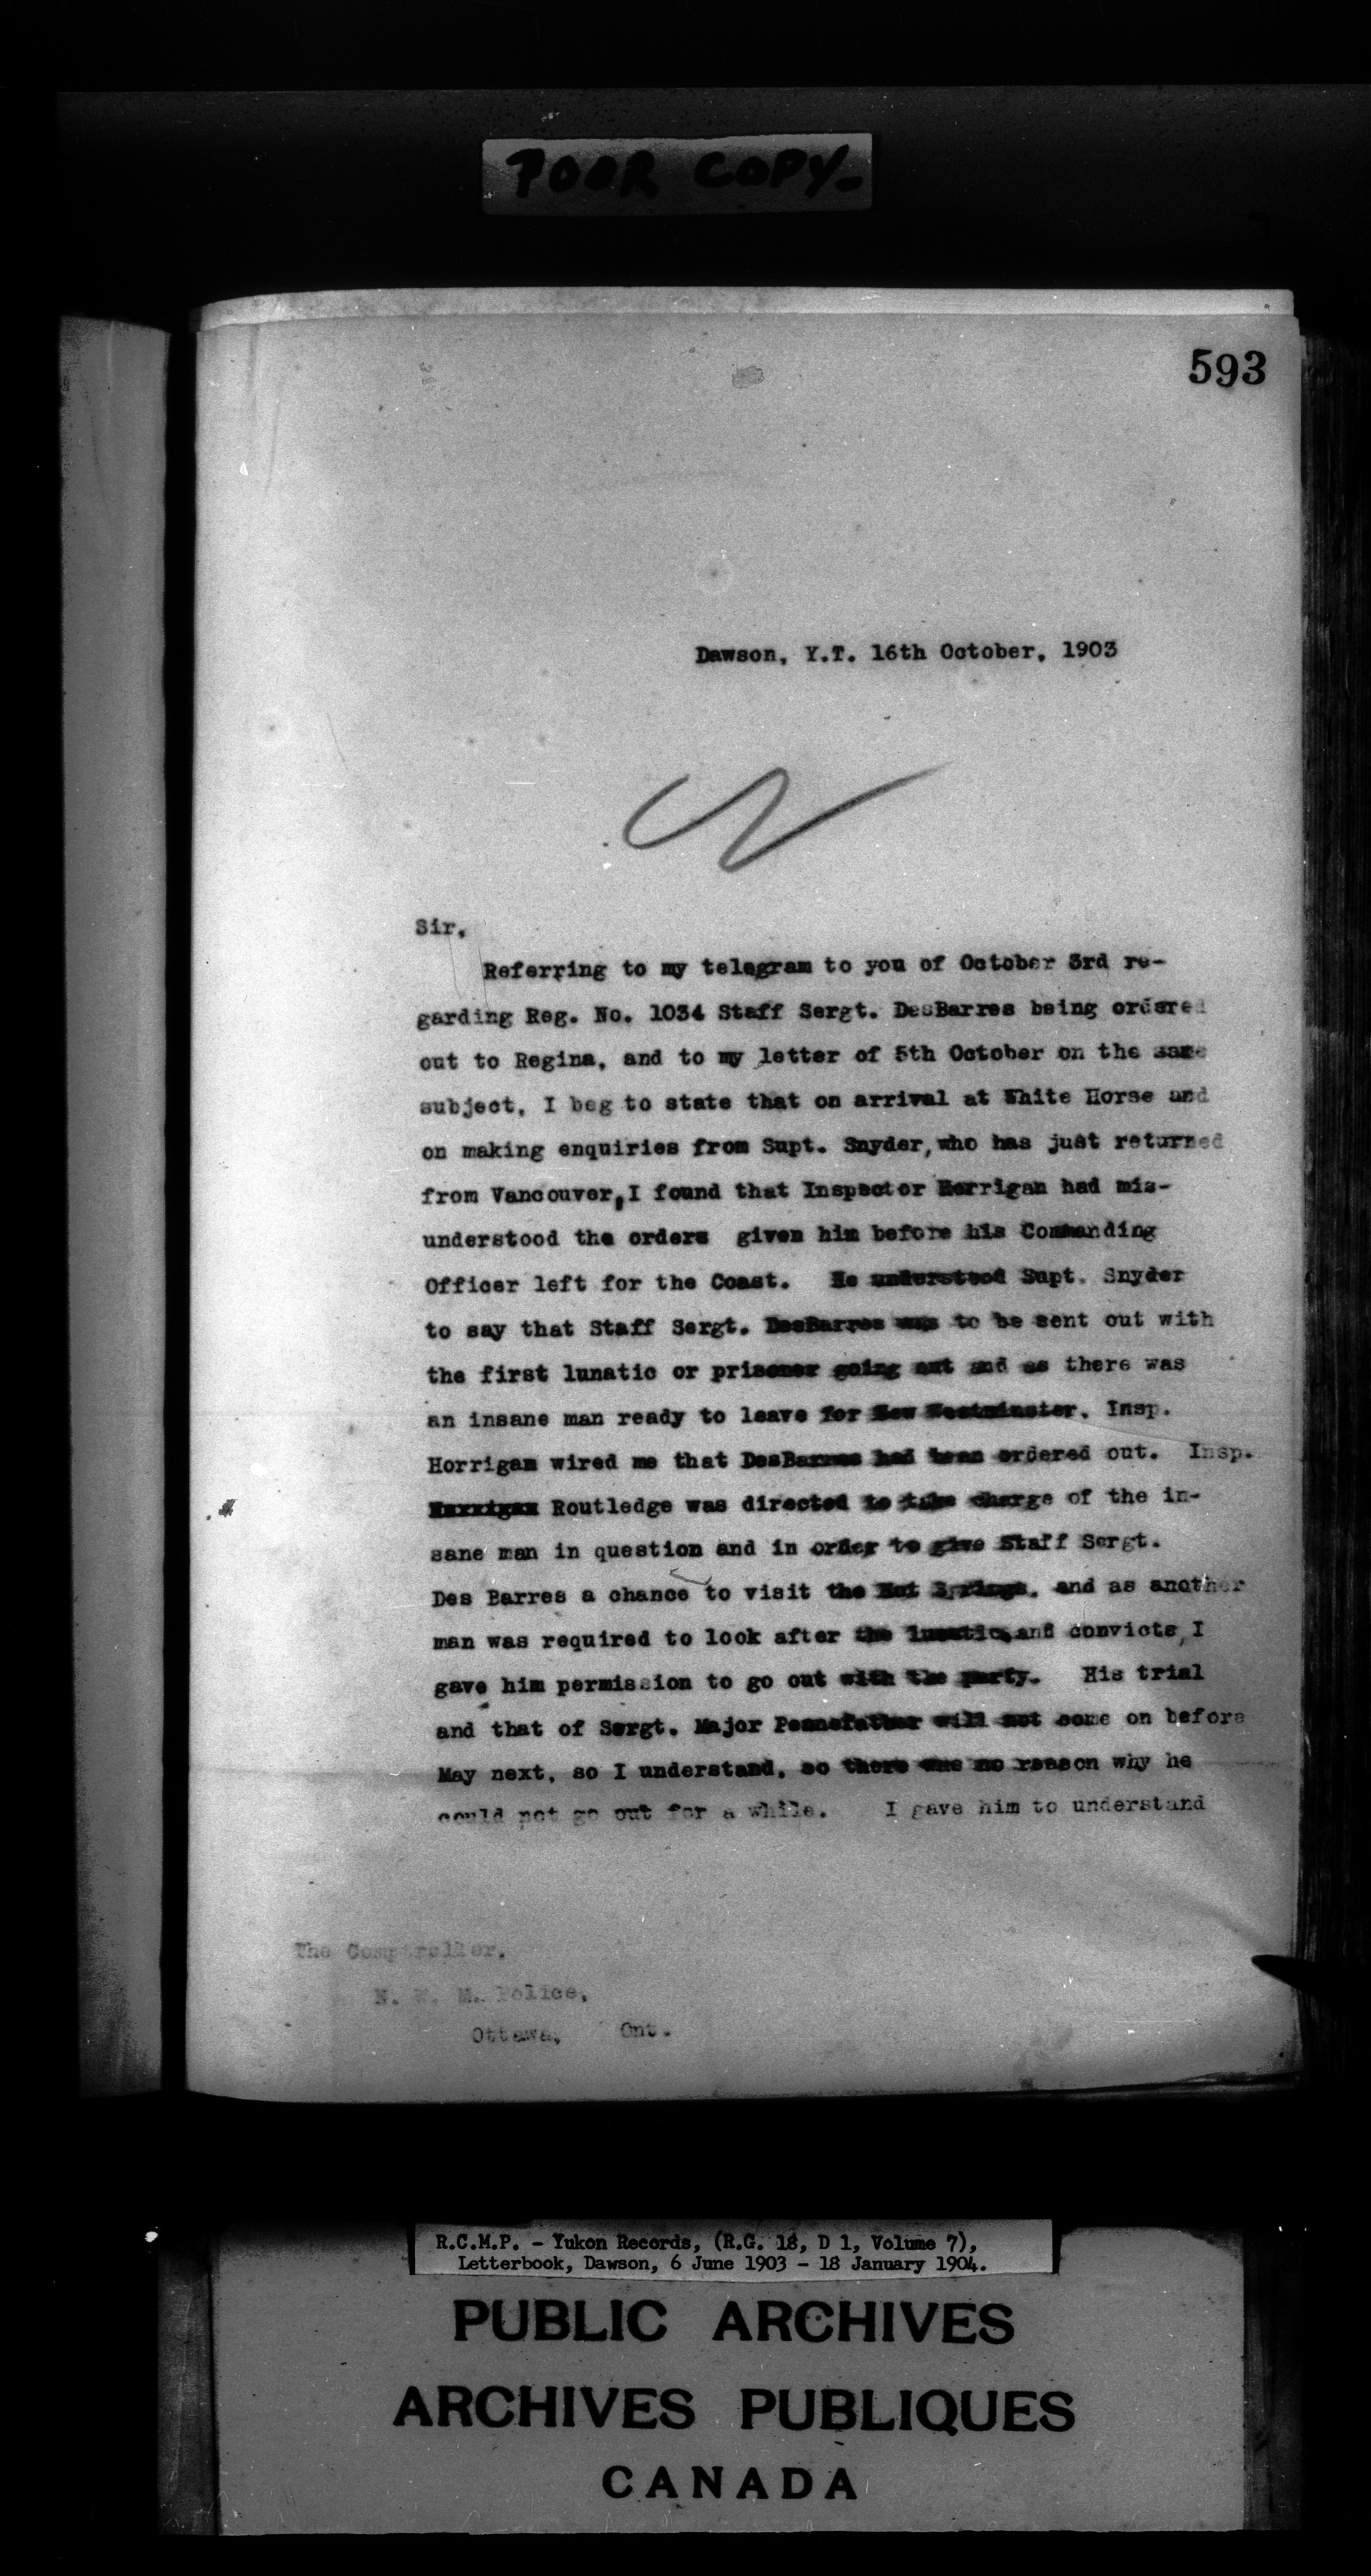 POOR COPY-
593
Dawson, Y.T. 16th October, 1903
Sir,
Referring to my telegram to you of October 3rd re-
garding Reg. No. 1034 Staff Sergt. DesBarres being ordered
out to Regina, and to my letter of 5th October on the same
subject, I beg to state that on arrival at White Horse and
on making enquiries from Supt. Snyder, who has just returned
from Vancouver, I found that Inspector Horrigan had mis-
understood the orders given him before his Commanding
Officer left for the Coast. He understood Supt. Snyder
to say that Staff Sergt. DesBarres was to be sent out with
the first lunatic or prisoner going out and as there was
an insane man ready to leave for New Westminster, Insp.
Horrigan wired me that DesBarres had been ordered out. Insp.
Routledge was directed to take charge of the in-
sane man in question and in order to give Staff Sergt.
Des Barres a chance to visit the Hot Springs, and as another
man was required to look after the lunatic and convicts, I
gave him permission to go out with the party. His trial
and that of Sergt. Major Pennefather will not come on before
May next, so I understand, so there was no reason why he
could not go out for a while. I gave him to understand
The Comptroller,
N. W. M. Police,
Ottawa, Ont.
R.C.M.P. - Yukon Records, (R.G. 18, D 1, Volume 7),
Letterbook, Dawson, 6 June 1903 - 18 January 1904.
PUBLIC ARCHIVES
ARCHIVES PUBLIQUES
CANADA